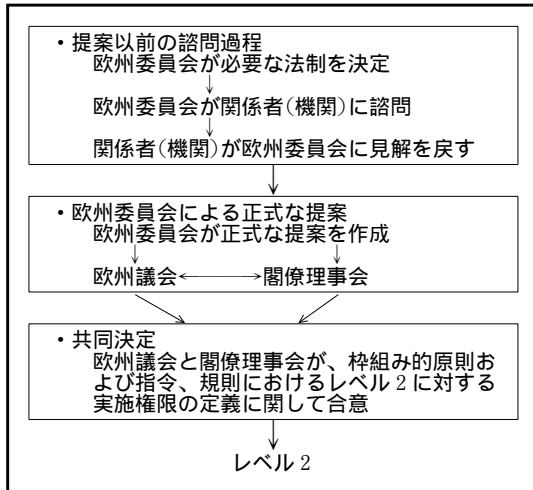 ・提案以前の諮問過程
欧州委員会が必要な法制を決定
欧州委員会が関係者(機関)に諮問
関係者(機関)が欧州委員会に見解を戻す
・欧州委員会による正式な提案
欧州委員会が正式な提案を作成
欧州議会 閣僚理事会
・共同決定
欧州議会と閣僚理事会が、枠組み的原則お
よび指令、規則におけるレベル2に対する
実施権限の定義に関して合意
レベル2